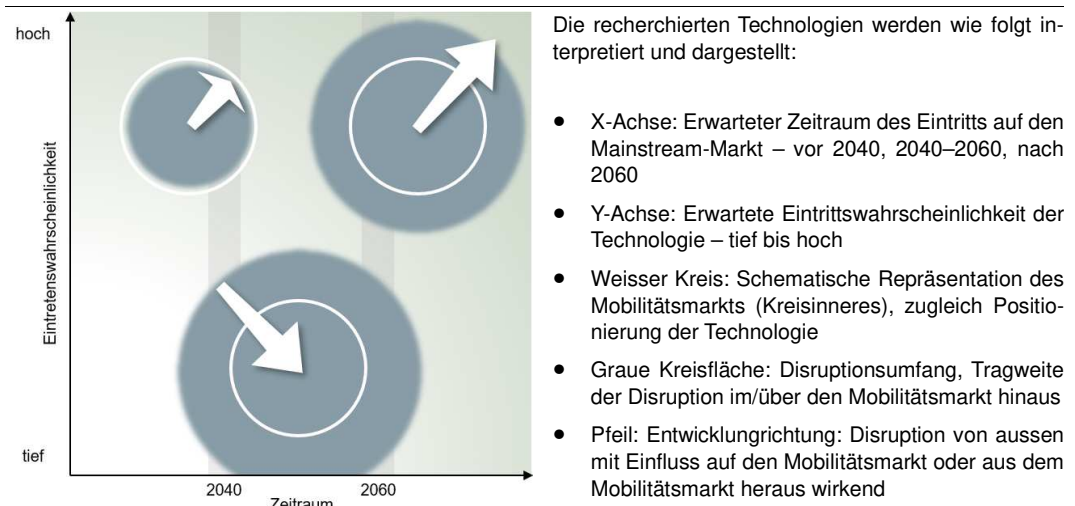 hoch
Eintretenswahrscheinlichkeit
tief
2040
2060
Zeitraum
Die recherchierten Technologien werden wie folgt in-
terpretiert und dargestellt:
• X-Achse: Erwarteter Zeitraum des Eintritts auf den
Mainstream-Markt – vor 2040, 2040–2060, nach
2060
• Y-Achse: Erwartete Eintrittswahrscheinlichkeit der
Technologie – tief bis hoch
• Weisser Kreis: Schematische Repräsentation des
Mobilitätsmarkts (Kreisinneres), zugleich Positio-
nierung der Technologie
• Graue Kreisfläche: Disruptionsumfang, Tragweite
der Disruption im/über den Mobilitätsmarkt hinaus
• Pfeil: Entwicklungrichtung: Disruption von aussen
mit Einfluss auf den Mobilitätsmarkt oder aus dem
Mobilitätsmarkt heraus wirkend